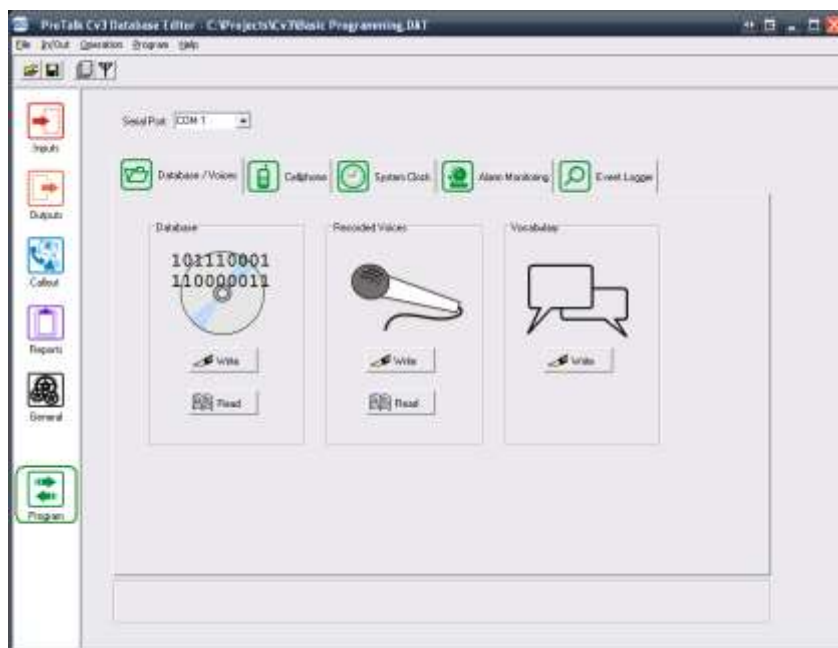 ProTalk Cv3 Database Editor - C:\Projects\Cv3\Basic Programming.DAT
File In/Out Operation Program Help
Serial Port: COM 1
Inputs
Outputs
Callout
Reports
General
Program
Database / Voices
Cellphone
System Clock
Alarm Monitoring
Event Logger
Database
101110001
110000011
Write
Read
Recorded Voices
Write
Read
Vocabulary
Write